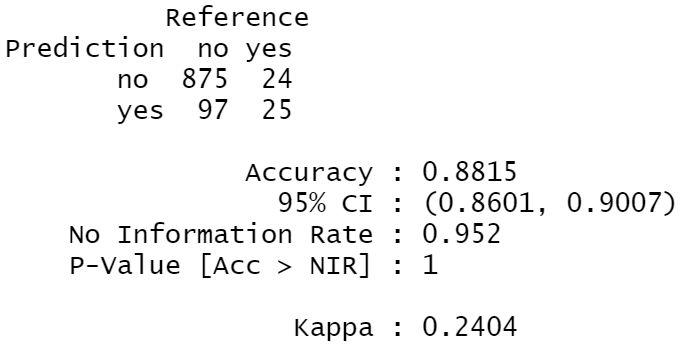 Reference
Prediction no yes
no 875 24
yes 97 25
Accuracy : 0.8815
95% CI : (0.8601, 0.9007)
No Information Rate : 0.952
P-Value [Acc > NIR] : 1
Kappa : 0.2404